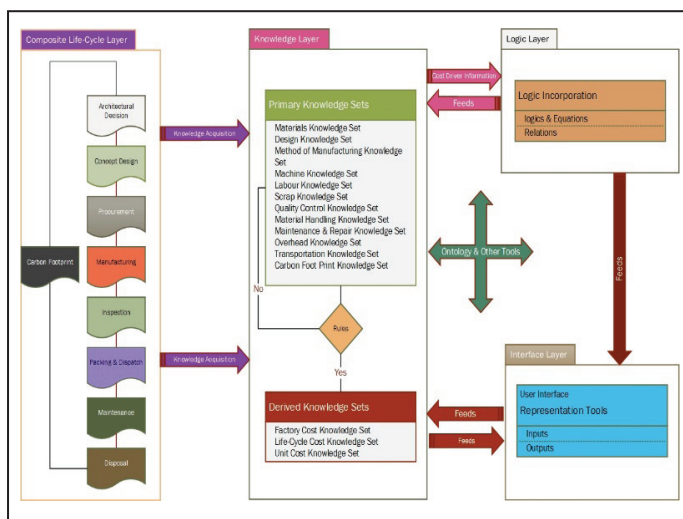 Composite Life-Cycle Layer
Architectural
Decision
Concept Design
Procurement
Carbon Footprint
Manufacturing
Inspection
Packing & Dispatch
Maintenance
Disposal
Knowledge Acquisition
Knowledge Acquisition
Knowledge Layer
Primary Knowledge Sets
Materials Knowledge Set
Design Knowledge Set
Method of Manufacturing Knowledge
Set
Machine Knowledge Set
Labour Knowledge Set
Scrap Knowledge Set
Quality Control Knowledge Set
Material Handling Knowledge Set
Maintenance & Repair Knowledge Set
Overhead Knowledge Set
Transportation Knowledge Set
Carbon Foot Print Knowledge Set
No
Rules
Yes
Derived Knowledge Sets
Factory Cost Knowledge Set
Life-Cycle Cost Knowledge Set
Unit Cost Knowledge Set
Cost Driver Information
Feeds
Ontology & Other Tools
Feeds
Feeds
Logic Layer
Logic Incorporation
logics & Equations
Relations
Feeds
Interface Layer
User Interface
Representation Tools
Inputs
Outputs